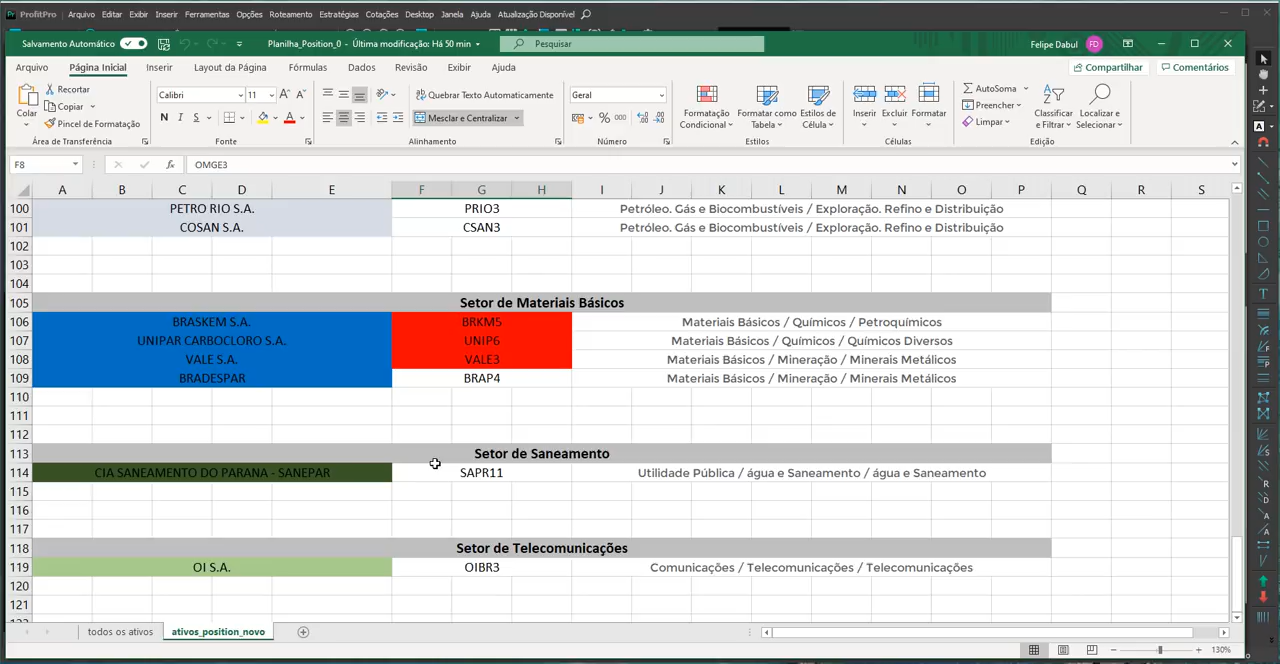 ProfitPro Arquivo Editar Exibir Inserir Ferramentas Opções Roteamento Estratégias Cotações Desktop Janela Ajuda Atualização Disponível
Salvamento Automático Planilha_Position_0 - Última modificação: Há 50 min Pesquisar Felipe Dabul FD
Arquivo Página Inicial Inserir Layout da Página Fórmulas Dados Revisão Exibir Ajuda Compartilhar Comentários
Colar Recortar Calibri 11 Quebrar Texto Automaticamente Geral Formatação Condicional Formatar como Tabela Estilos de Célula Inserir Excluir Formatar AutoSoma Classificar e Filtrar Localizar e Selecionar
Copiar N I S Mesclar e Centralizar % 000 Preencher
Pincel de Formatação Limpar
Área de Transferência Fonte Alinhamento Número Estilos Células Edição
F8 fx OMGE3
A B C D E F G H I J K L M N O P Q R S
100 PETRO RIO S.A. PRIO3 Petróleo. Gás e Biocombustíveis / Exploração. Refino e Distribuição
101 COSAN S.A. CSAN3 Petróleo. Gás e Biocombustíveis / Exploração. Refino e Distribuição
102
103
104
105 Setor de Materiais Básicos
106 BRASKEM S.A. BRKM5 Materiais Básicos / Químicos / Petroquímicos
107 UNIPAR CARBOCLORO S.A. UNIP6 Materiais Básicos / Químicos / Químicos Diversos
108 VALE S.A. VALE3 Materiais Básicos / Mineração / Minerais Metálicos
109 BRADESPAR BRAP4 Materiais Básicos / Mineração / Minerais Metálicos
110
111
112
113 Setor de Saneamento
114 CIA SANEAMENTO DO PARANA - SANEPAR SAPR11 Utilidade Pública / água e Saneamento / água e Saneamento
115
116
117
118 Setor de Telecomunicações
119 OI S.A. OIBR3 Comunicações / Telecomunicações / Telecomunicações
120
121
todos os ativos ativos_position_novo
130%